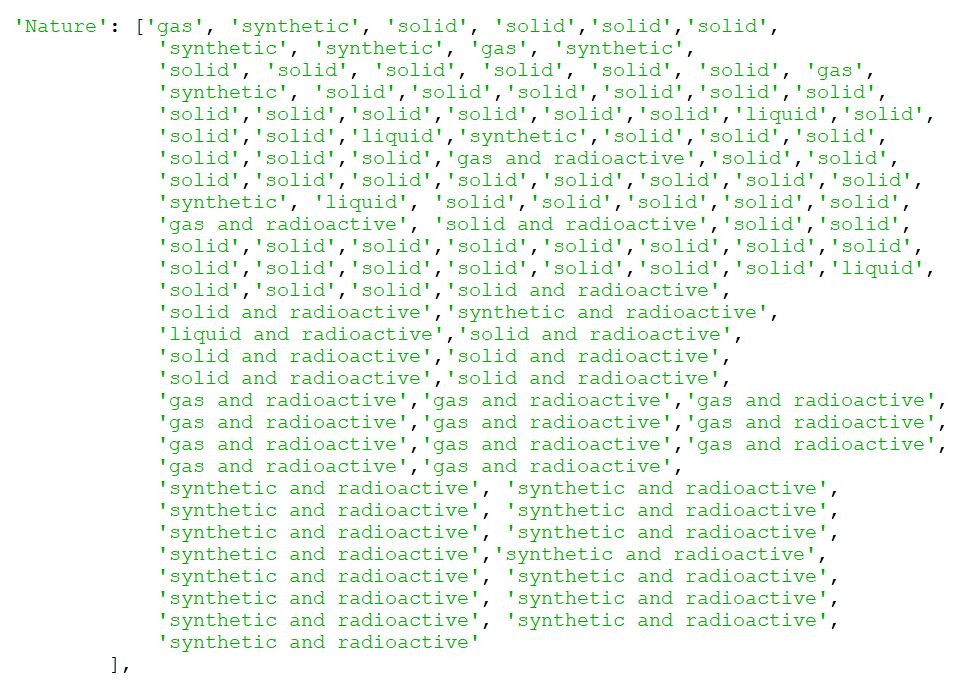 'Nature': ['gas', 'synthetic', 'solid', 'solid','solid','solid',
'synthetic', 'synthetic', 'gas', 'synthetic',
'solid', 'solid', 'solid', 'solid', 'solid', 'solid', 'gas',
'synthetic', 'solid','solid','solid','solid','solid','solid',
'solid','solid','solid','solid','solid','solid','liquid','solid',
'solid','solid','liquid','synthetic','solid','solid','solid',
'solid','solid','solid','gas and radioactive','solid','solid',
'solid','solid','solid','solid','solid','solid','solid','solid',
'synthetic', 'liquid', 'solid','solid','solid','solid','solid',
'gas and radioactive', 'solid and radioactive','solid','solid',
'solid','solid','solid','solid','solid','solid','solid','solid',
'solid','solid','solid','solid','solid','solid','solid','liquid',
'solid','solid','solid','solid and radioactive',
'solid and radioactive','synthetic and radioactive',
'liquid and radioactive','solid and radioactive',
'solid and radioactive','solid and radioactive',
'solid and radioactive','solid and radioactive',
'gas and radioactive','gas and radioactive','gas and radioactive',
'gas and radioactive','gas and radioactive','gas and radioactive',
'gas and radioactive','gas and radioactive','gas and radioactive',
'gas and radioactive','gas and radioactive',
'synthetic and radioactive', 'synthetic and radioactive',
'synthetic and radioactive', 'synthetic and radioactive',
'synthetic and radioactive', 'synthetic and radioactive',
'synthetic and radioactive','synthetic and radioactive',
'synthetic and radioactive', 'synthetic and radioactive',
'synthetic and radioactive', 'synthetic and radioactive',
'synthetic and radioactive', 'synthetic and radioactive',
'synthetic and radioactive'
],